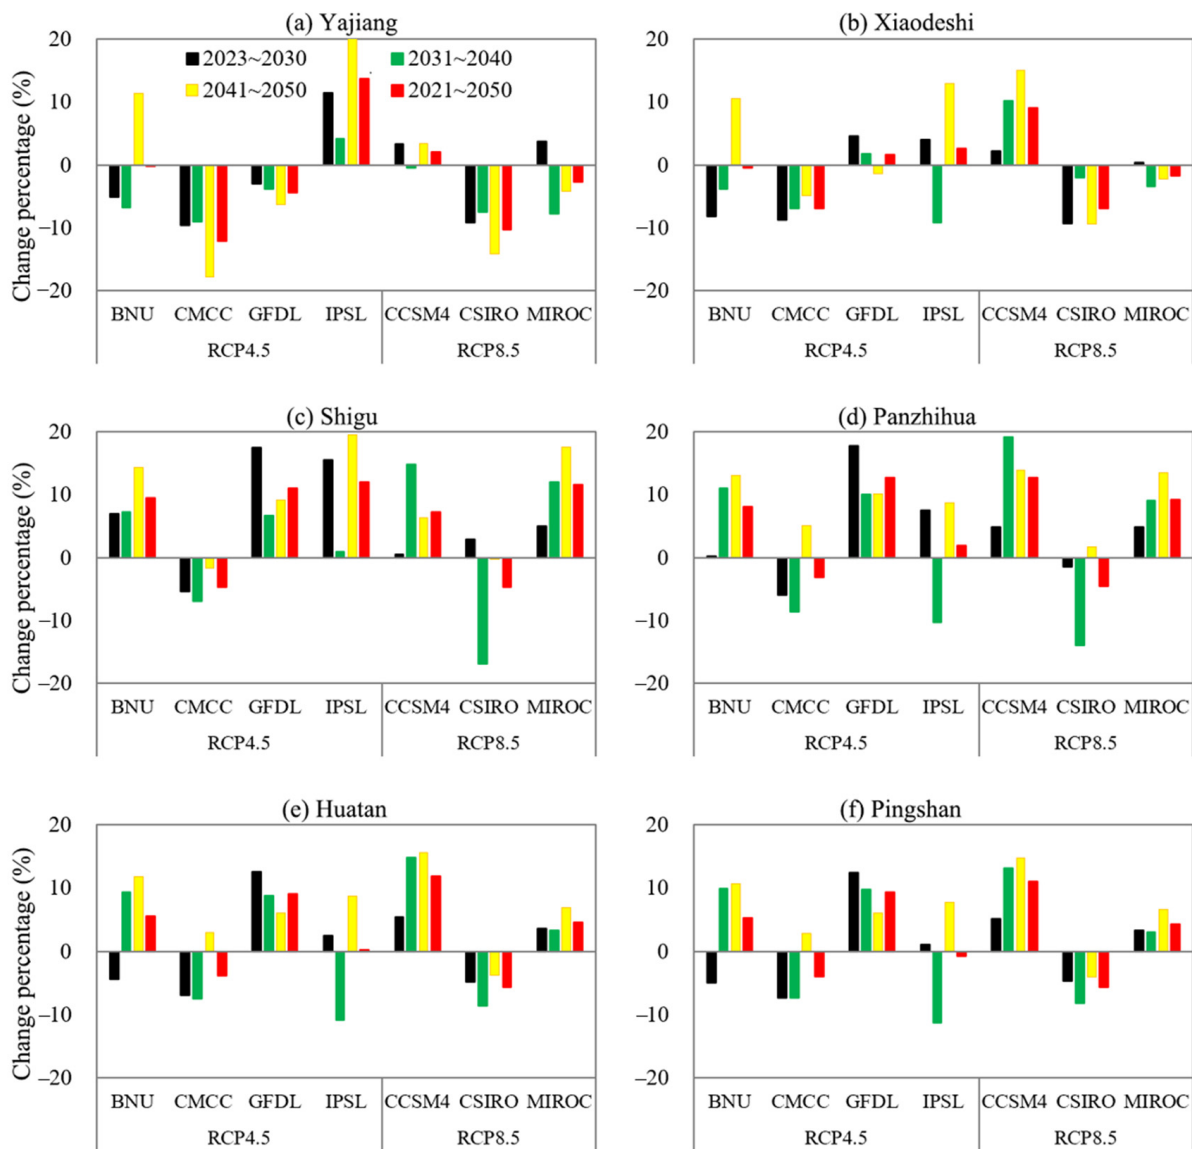 (a) Yajiang
(b) Xiaodeshi
Change percentage (%)
20
10
0
−10
−20
2023~2030
2031~2040
2041~2050
2021~2050
BNU CMCC GFDL IPSL CCSM4 CSIRO MIROC
RCP4.5 RCP8.5
20
10
0
−10
−20
BNU CMCC GFDL IPSL CCSM4 CSIRO MIROC
RCP4.5 RCP8.5
(c) Shigu
(d) Panzhihua
Change percentage (%)
20
10
0
−10
−20
BNU CMCC GFDL IPSL CCSM4 CSIRO MIROC
RCP4.5 RCP8.5
20
10
0
−10
−20
BNU CMCC GFDL IPSL CCSM4 CSIRO MIROC
RCP4.5 RCP8.5
(e) Huatan
(f) Pingshan
Change percentage (%)
20
10
0
−10
−20
BNU CMCC GFDL IPSL CCSM4 CSIRO MIROC
RCP4.5 RCP8.5
20
10
0
−10
−20
BNU CMCC GFDL IPSL CCSM4 CSIRO MIROC
RCP4.5 RCP8.5